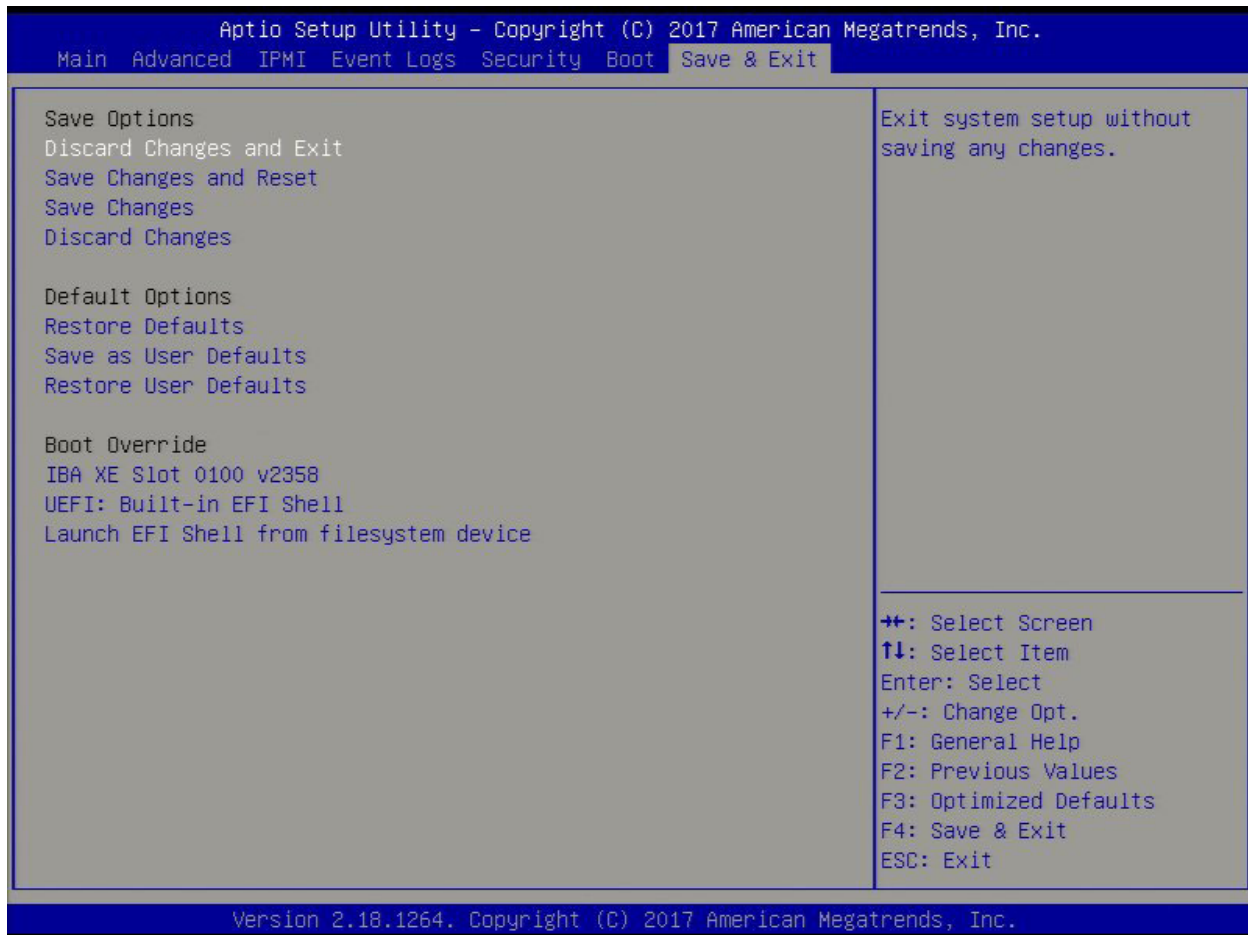 Aptio Setup Utility – Copyright (C) 2017 American Megatrends, Inc.
Main Advanced IPMI Event Logs Security Boot Save & Exit
Save Options
Discard Changes and Exit
Save Changes and Reset
Save Changes
Discard Changes
Default Options
Restore Defaults
Save as User Defaults
Restore User Defaults
Boot Override
IBA XE Slot 0100 v2358
UEFI: Built-in EFI Shell
Launch EFI Shell from filesystem device
Exit system setup without
saving any changes.
→←: Select Screen
↑↓: Select Item
Enter: Select
+/-: Change Opt.
F1: General Help
F2: Previous Values
F3: Optimized Defaults
F4: Save & Exit
ESC: Exit
Version 2.18.1264. Copyright (C) 2017 American Megatrends, Inc.